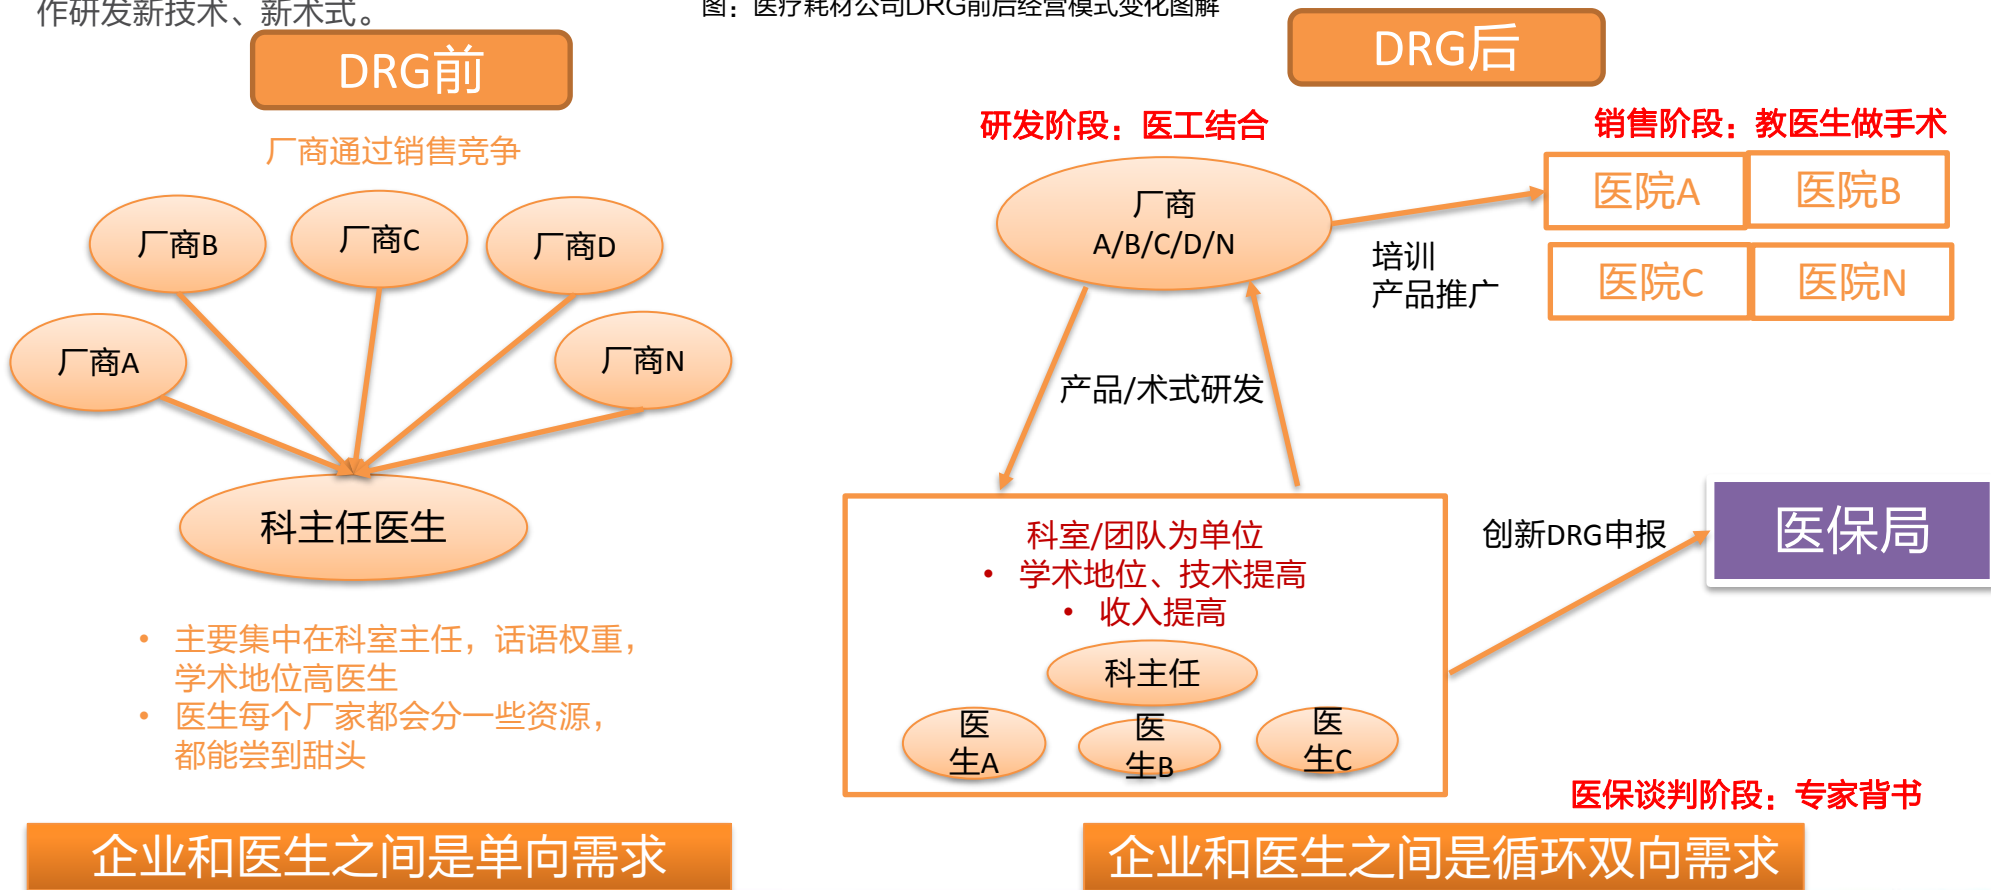 作研发新技术、新术式。
图：医疗耗材公司DRG前后经营模式变化图解
DRG前
厂商通过销售竞争
厂商B
厂商C
厂商D
厂商A
厂商N
科主任医生
• 主要集中在科室主任，话语权重，
学术地位高医生
• 医生每个厂家都会分一些资源，
都能尝到甜头
企业和医生之间是单向需求
DRG后
研发阶段：医工结合
销售阶段：教医生做手术
厂商
A/B/C/D/N
医院A
医院B
医院C
医院N
培训
产品推广
产品/术式研发
科室/团队为单位
• 学术地位、技术提高
• 收入提高
科主任
医
生A
医
生B
医
生C
创新DRG申报
医保局
医保谈判阶段：专家背书
企业和医生之间是循环双向需求